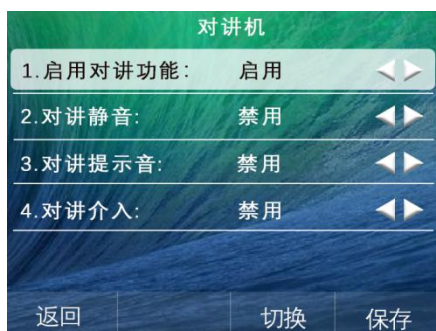 对讲机
1.启用对讲功能: 启用
2.对讲静音: 禁用
3.对讲提示音: 禁用
4.对讲介入: 禁用
返回 切换 保存